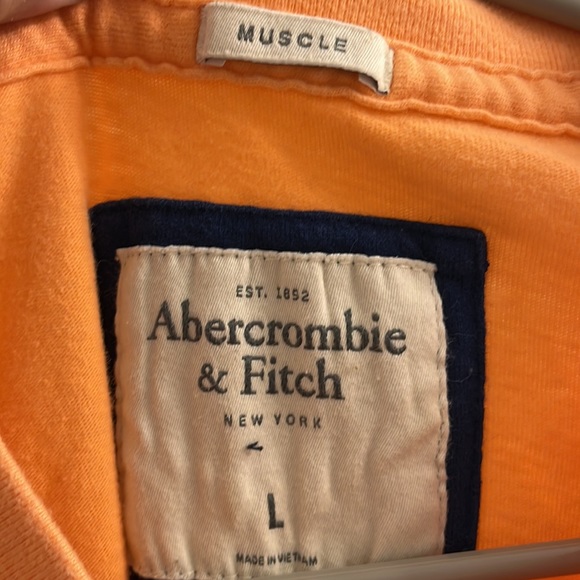 MUSCLE
EST. 1892
Abercrombie
& Fitch
NEW YORK
L
MADE IN VIETNAM